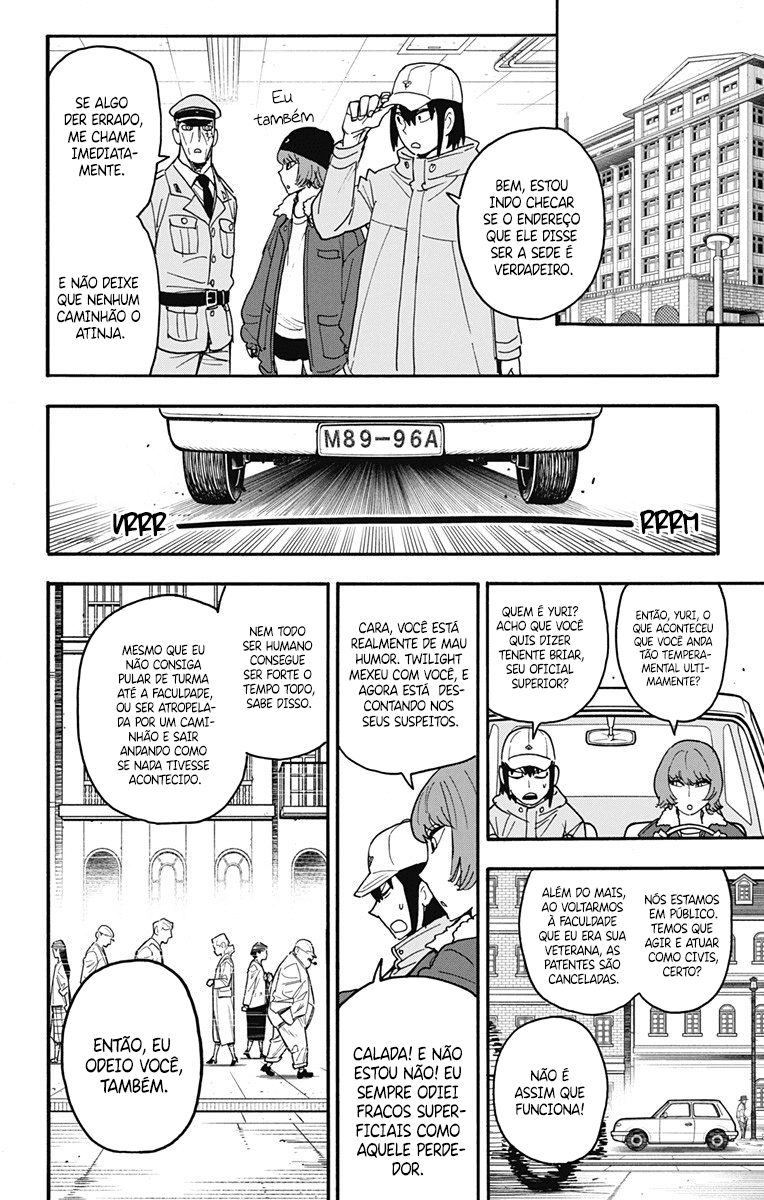 BEM, ESTOU
INDO CHECAR
SE O ENDEREÇO
QUE ELE DISSE
SER A SEDE É
VERDADEIRO.
Eu
também
SE ALGO
DER ERRADO,
ME CHAME
IMEDIATA-
MENTE.
E NÃO DEIXE
QUE NENHUM
CAMINHÃO O
ATINJA.
M89-96A
VRRR
RRRM
ENTÃO, YURI, O
QUE ACONTECEU
QUE VOCÊ ANDA
TÃO TEMPERA-
MENTAL ULTI-
MAMENTE?
QUEM É YURI?
ACHO QUE VOCÊ
QUIS DIZER
TENENTE BRIAR,
SEU OFICIAL
SUPERIOR?
NÓS ESTAMOS
EM PÚBLICO.
TEMOS QUE
AGIR E ATUAR
COMO CIVIS,
CERTO?
ALÉM DO MAIS,
AO VOLTARMOS
À FACULDADE
QUE EU ERA SUA
VETERANA, AS
PATENTES SÃO
CANCELADAS.
NÃO É
ASSIM QUE
FUNCIONA!
CARA, VOCÊ ESTÁ
REALMENTE DE MAU
HUMOR. TWILIGHT
MEXEU COM VOCÊ, E
AGORA ESTÁ DES-
CONTANDO NOS
SEUS SUSPEITOS.
CALADA! E NÃO
ESTOU NÃO! EU
SEMPRE ODIEI
FRACOS SUPER-
FICIAIS COMO
AQUELE PERDE-
DOR.
NEM TODO
SER HUMANO
CONSEGUE
SER FORTE O
TEMPO TODO,
SABE DISSO.
MESMO QUE EU
NÃO CONSIGA
PULAR DE TURMA
ATÉ A FACULDADE,
OU SER ATROPELA-
DA POR UM CAMI-
NHÃO E SAIR
ANDANDO COMO
SE NADA TIVESSE
ACONTECIDO.
ENTÃO, EU
ODEIO VOCÊ,
TAMBÉM.